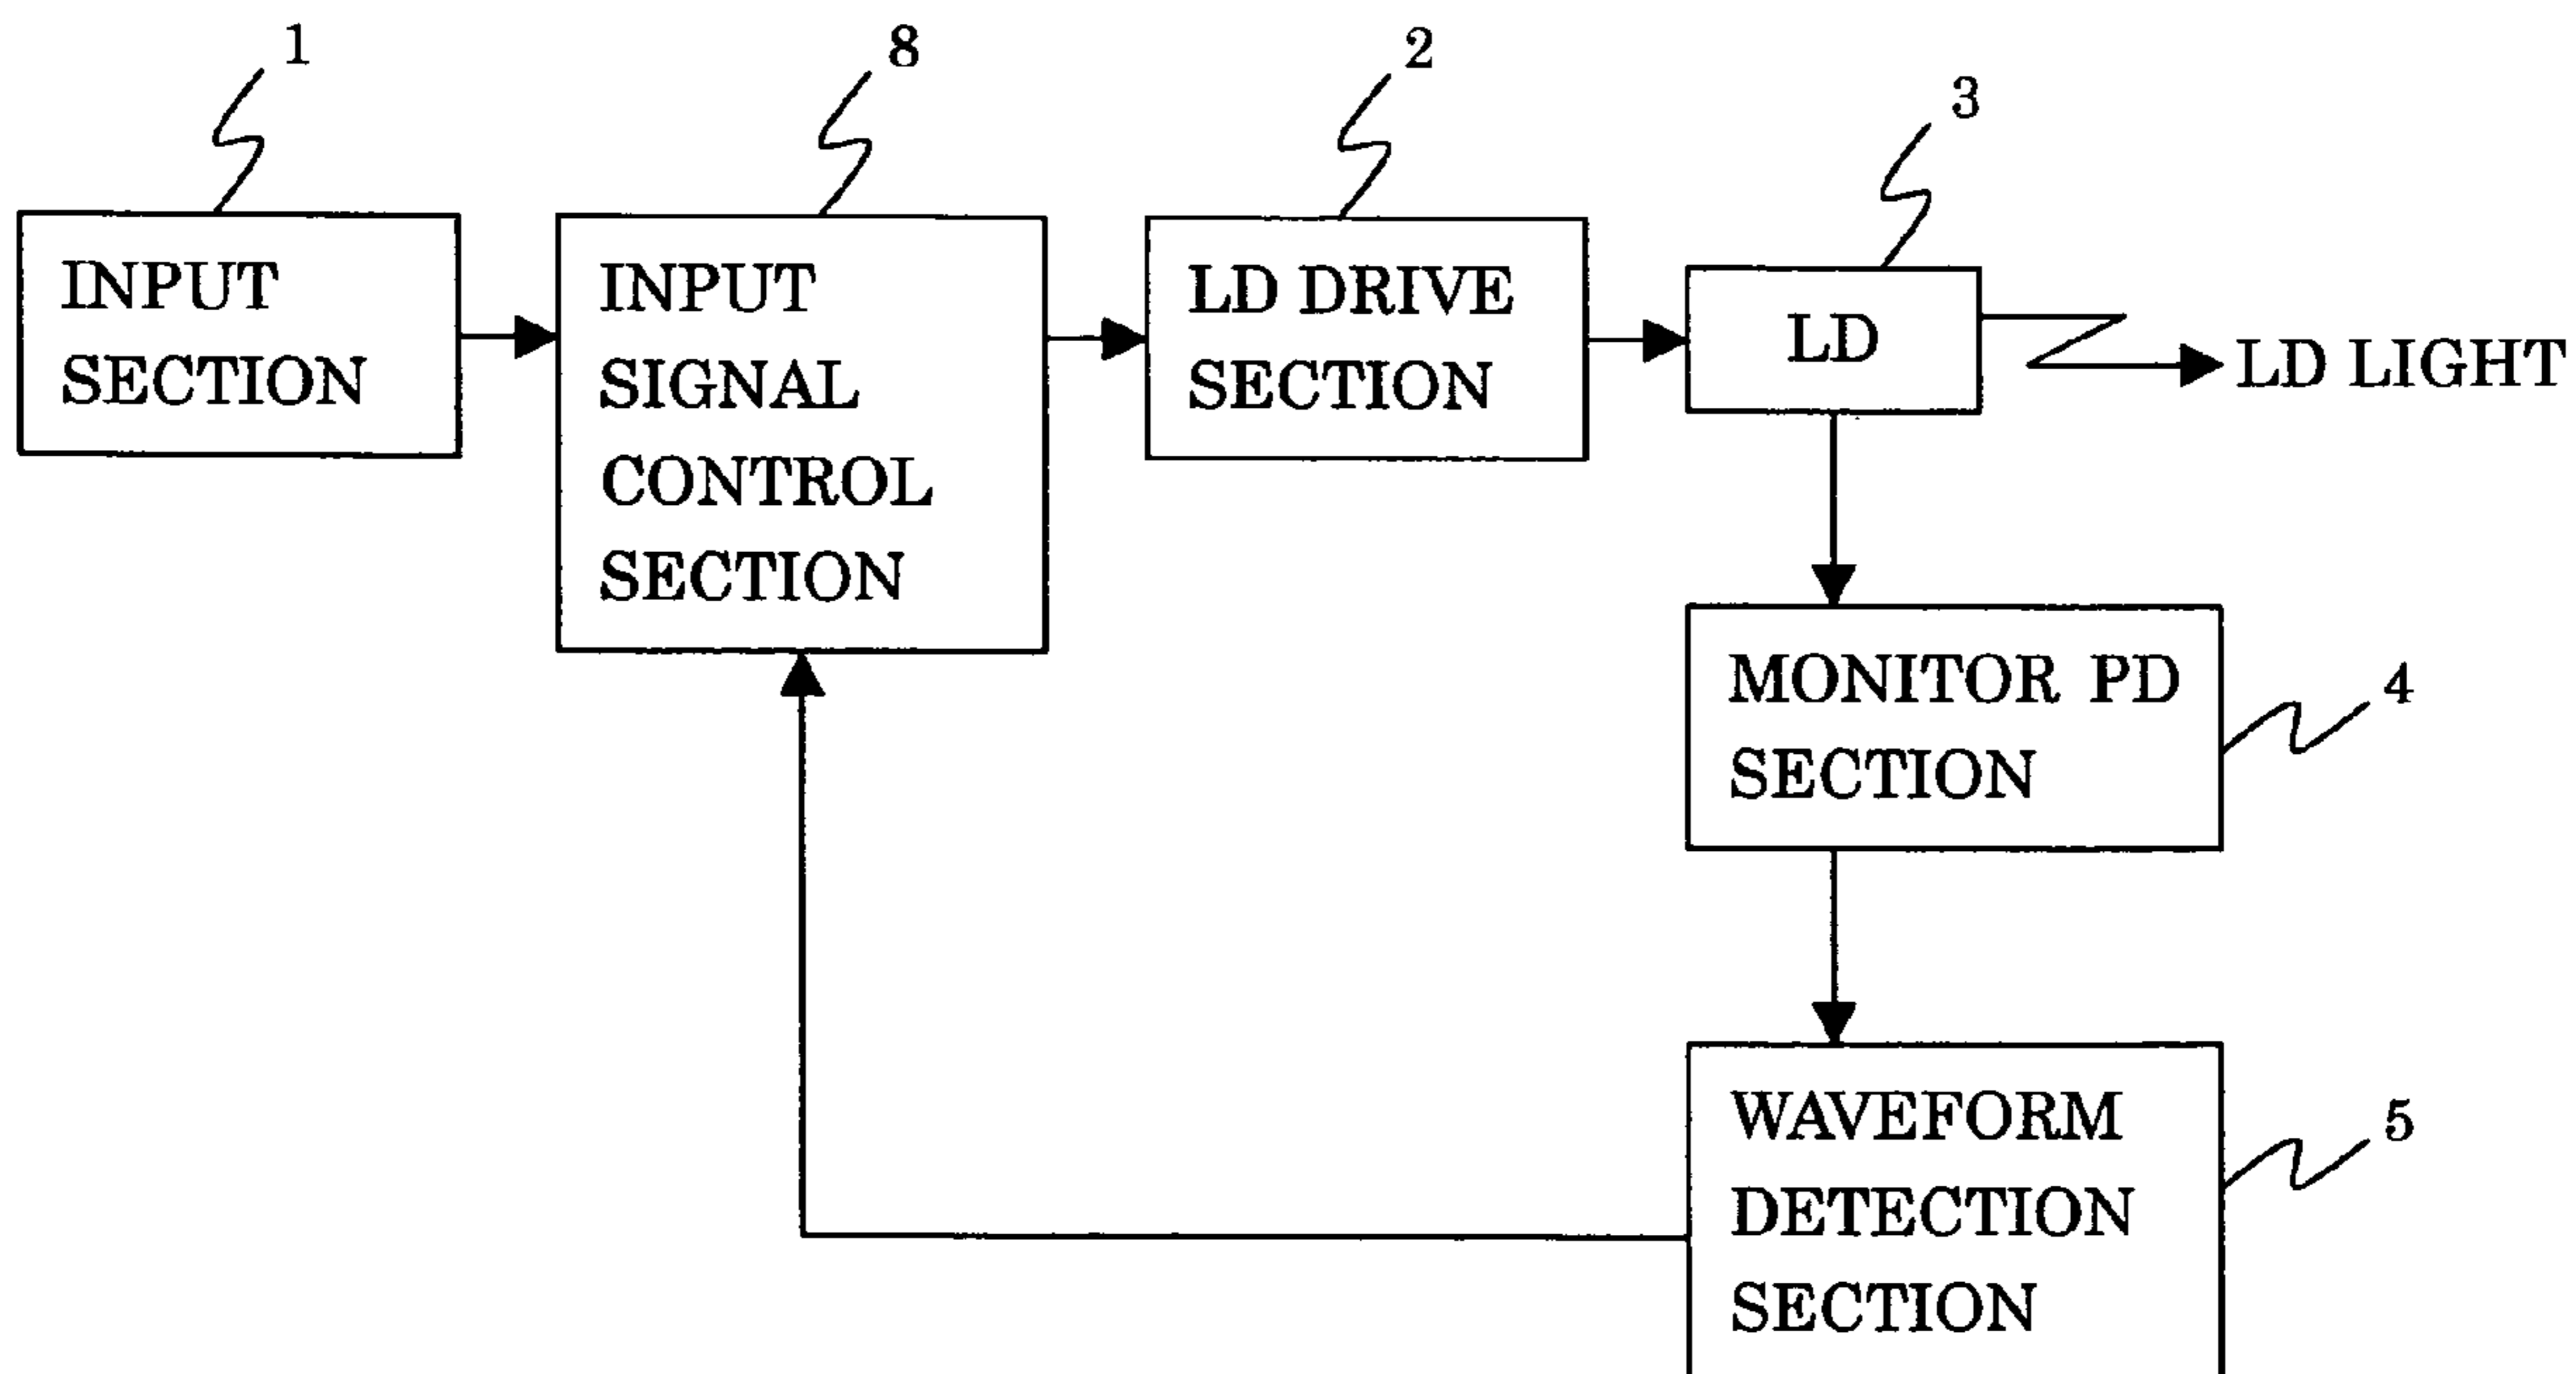 1
8
2
3
INPUT
SECTION
INPUT
SIGNAL
CONTROL
SECTION
LD DRIVE
SECTION
LD
LD LIGHT
MONITOR PD
SECTION
4
WAVEFORM
DETECTION
SECTION
5